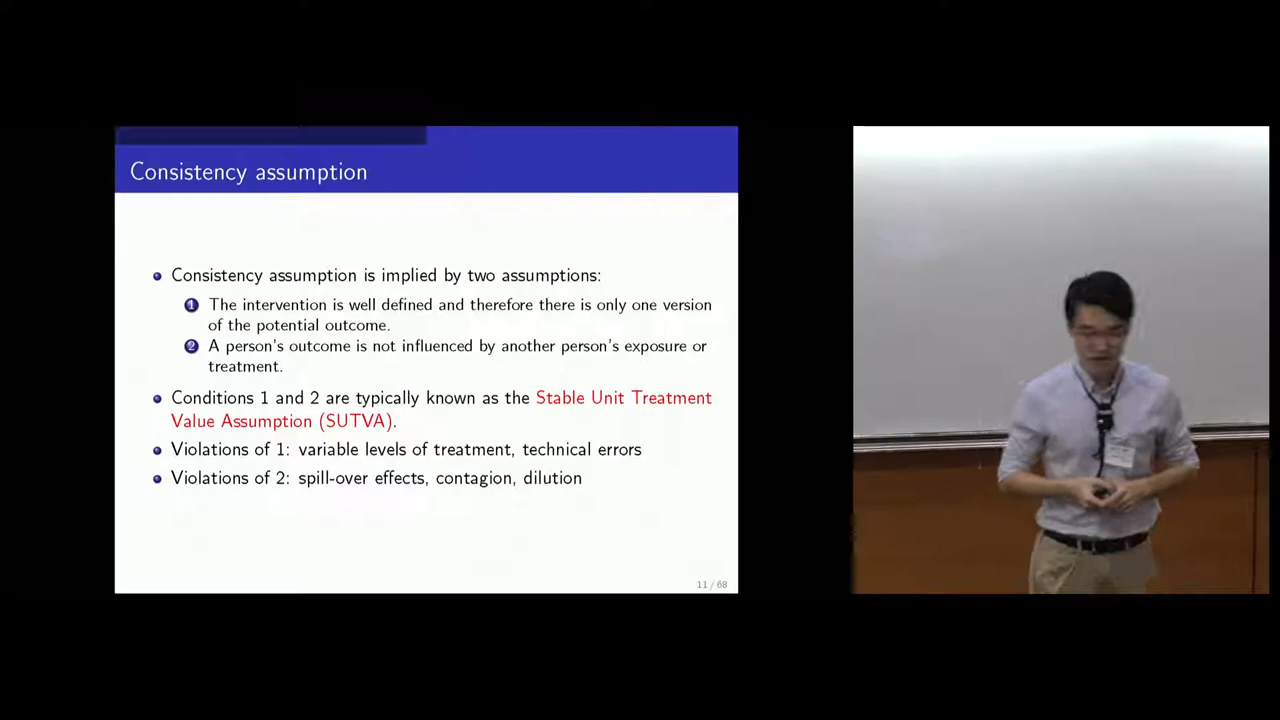 Consistency assumption
Consistency assumption is implied by two assumptions:
1 The intervention is well defined and therefore there is only one version
of the potential outcome.
2 A person's outcome is not influenced by another person's exposure or
treatment.
Conditions 1 and 2 are typically known as the Stable Unit Treatment
Value Assumption (SUTVA).
Violations of 1: variable levels of treatment, technical errors
Violations of 2: spill-over effects, contagion, dilution
11 / 68